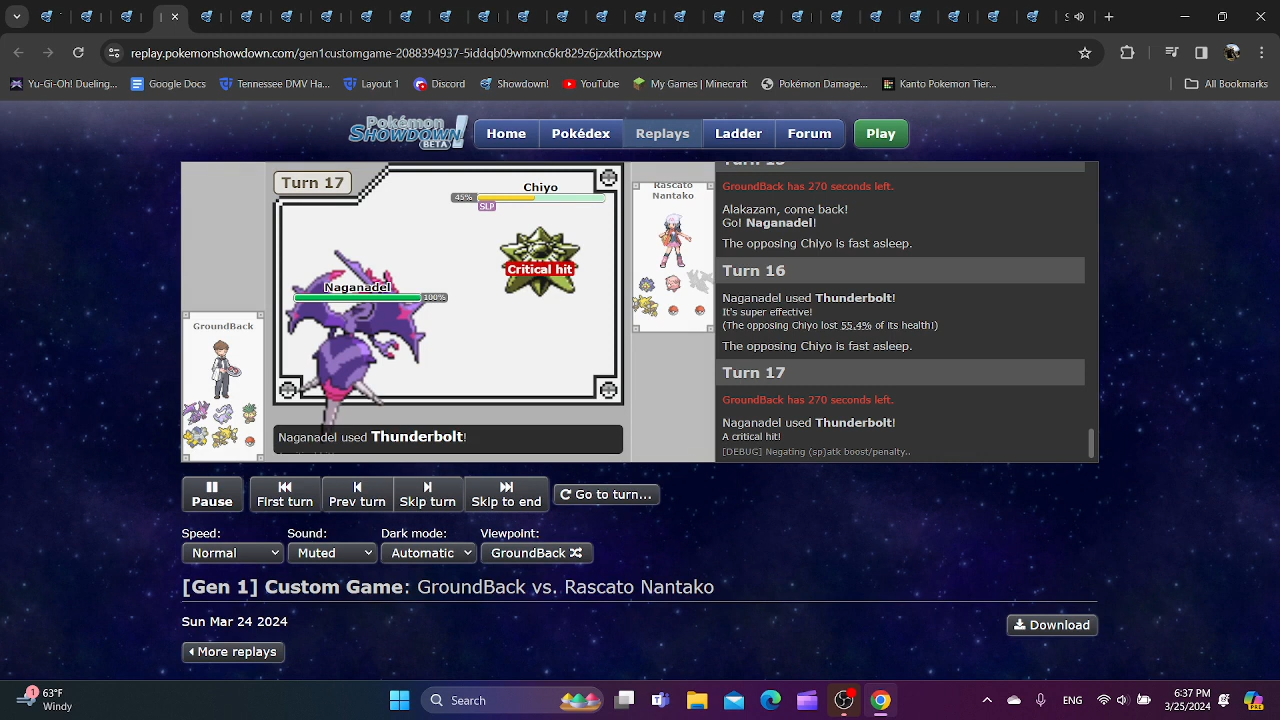 replay.pokemonshowdown.com/gen1customgame-2088394937-5iddqb09wmxnc6kr829z6jzxkthoztspw
Yu-Gi-Oh! Dueling...
Google Docs
Tennessee DMV Ha...
Layout 1
Discord
Showdown!
YouTube
My Games | Minecraft
Pokémon Damage...
Kanto Pokemon Tier...
All Bookmarks
Pokémon
SHOWDOWN!
BETA
Home
Pokédex
Replays
Ladder
Forum
Play
Turn 17
Chiyo
45%
SLP
Critical hit
Naganadel
100%
GroundBack
Naganadel used Thunderbolt!
Rascato
Nantako
Turn 15
GroundBack has 270 seconds left.
Alakazam, come back!
Go! Naganadel!
The opposing Chiyo is fast asleep.
Turn 16
Naganadel used Thunderbolt!
It's super effective!
(The opposing Chiyo lost 55.4% of its health!)
The opposing Chiyo is fast asleep.
Turn 17
GroundBack has 270 seconds left.
Naganadel used Thunderbolt!
A critical hit!
[DEBUG] Negating (sp)atk boost/penalty..
Pause
First turn
Prev turn
Skip turn
Skip to end
Go to turn...
Speed:
Sound:
Dark mode:
Viewpoint:
Normal
Muted
Automatic
GroundBack
[Gen 1] Custom Game: GroundBack vs. Rascato Nantako
Sun Mar 24 2024
Download
More replays
1
63°F
Windy
Search
ENG
6:37 PM
3/25/2024
PRE